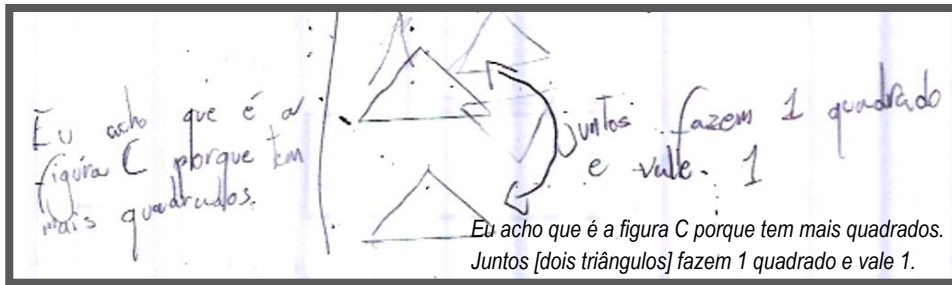 Eu acho que é a
figura C porque tem
mais quadrados.
juntos fazem 1 quadrado
e vale. 1
Eu acho que é a figura C porque tem mais quadrados.
Juntos [dois triângulos] fazem 1 quadrado e vale 1.